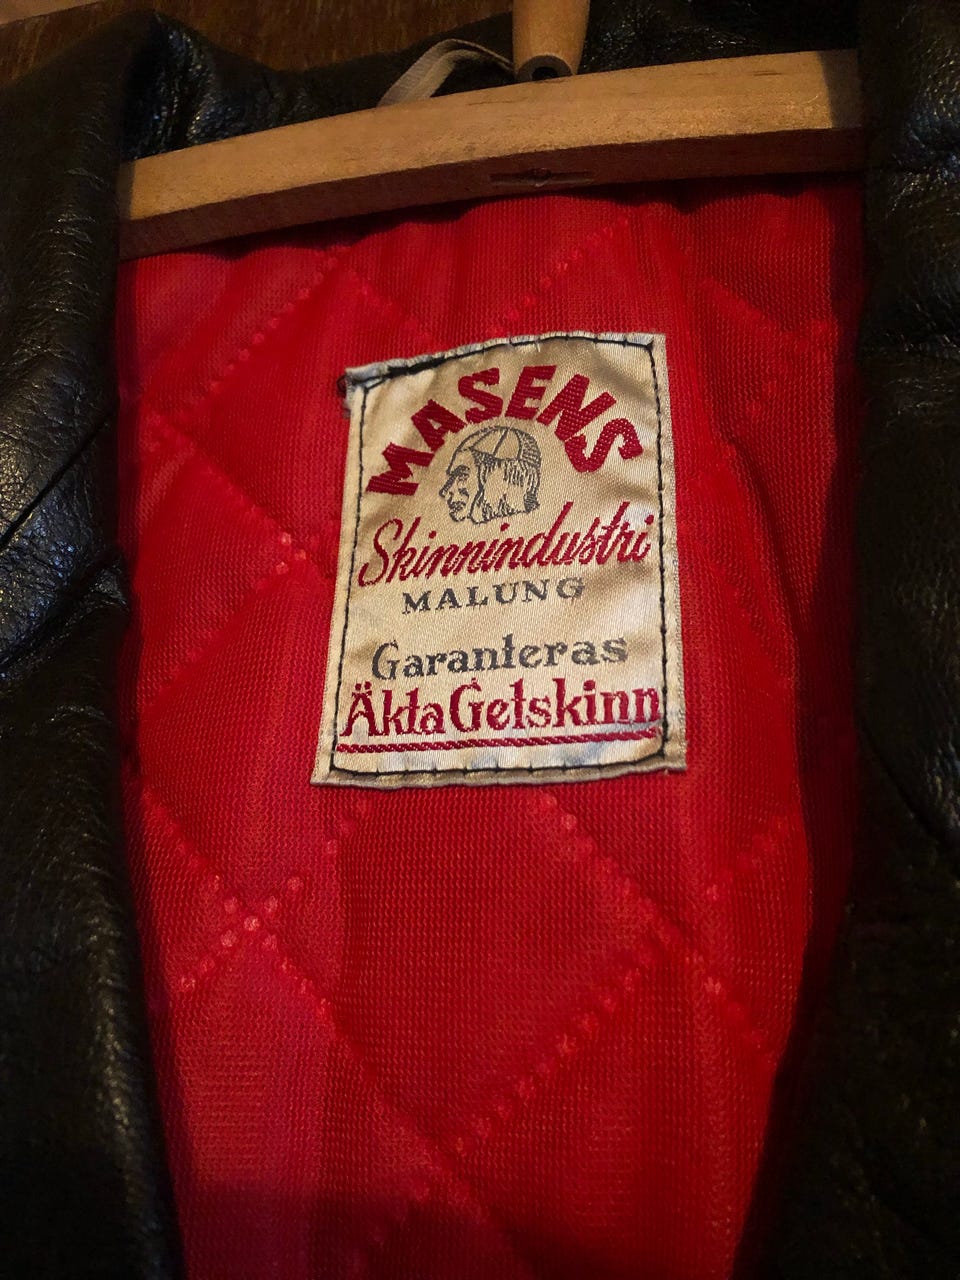 MASENS
Skinnindustri
MALUNG
Garanteras
Äkta Getskinn